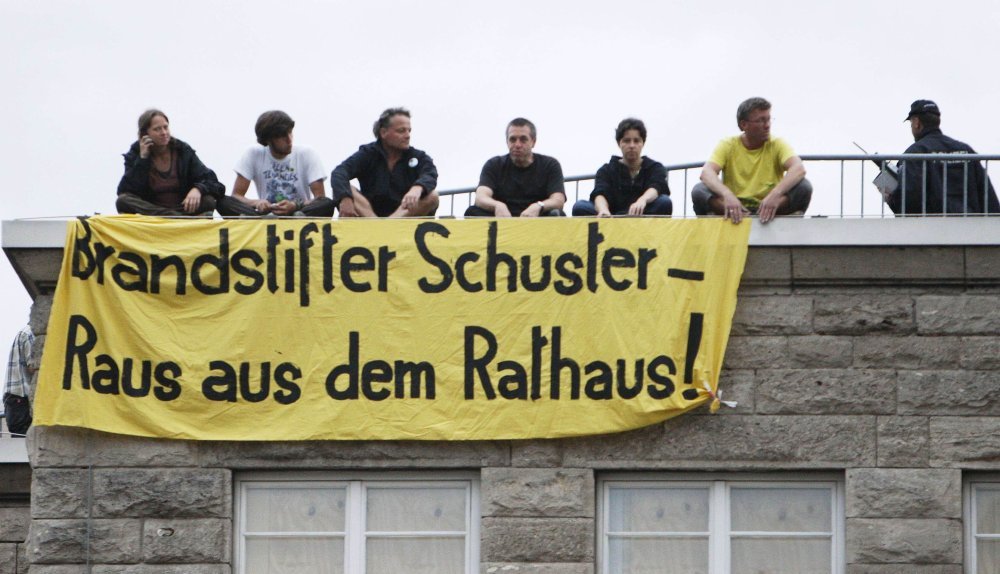 Brandstifter Schuster –
Raus aus dem Rathaus!